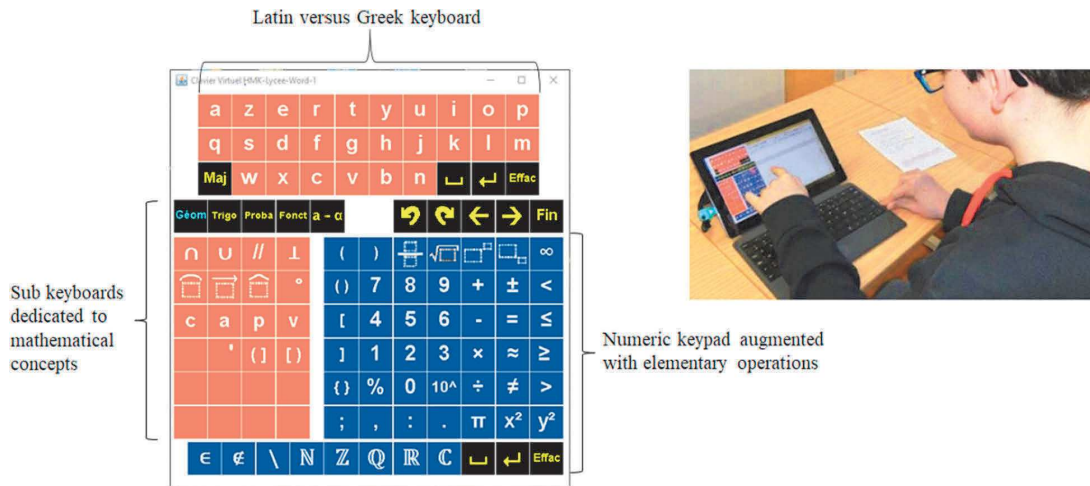 Latin versus Greek keyboard
Clavier Virtuel HMK-Lycee-Word-1
a z e r t y u i o p
q s d f g h j k l m
Maj w x c v b n Effac
Géom Trigo Proba Fonct a - α Fin
∩ ∪ // ⊥ ( ) ∞
° () 7 8 9 + ± <
c a p v [ 4 5 6 - = ≤
' (] [) ] 1 2 3 × ≈ ≥
{} % 0 10^ ÷ ≠ >
; , : . π x² y²
∈ ∉ \ ℕ ℤ ℚ ℝ ℂ Effac
Sub keyboards
dedicated to
mathematical
concepts
Numeric keypad augmented
with elementary operations